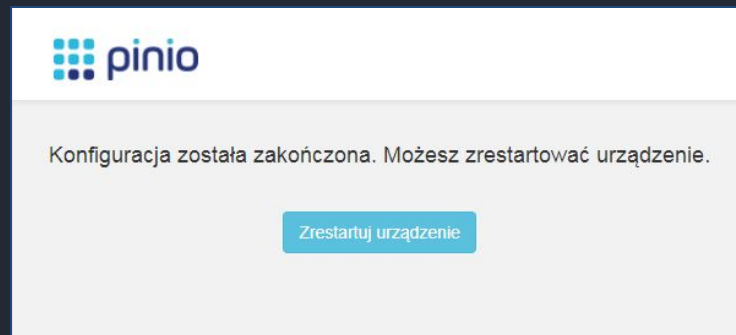 pinio
Konfiguracja została zakończona. Możesz zrestartować urządzenie.
Zrestartuj urządzenie